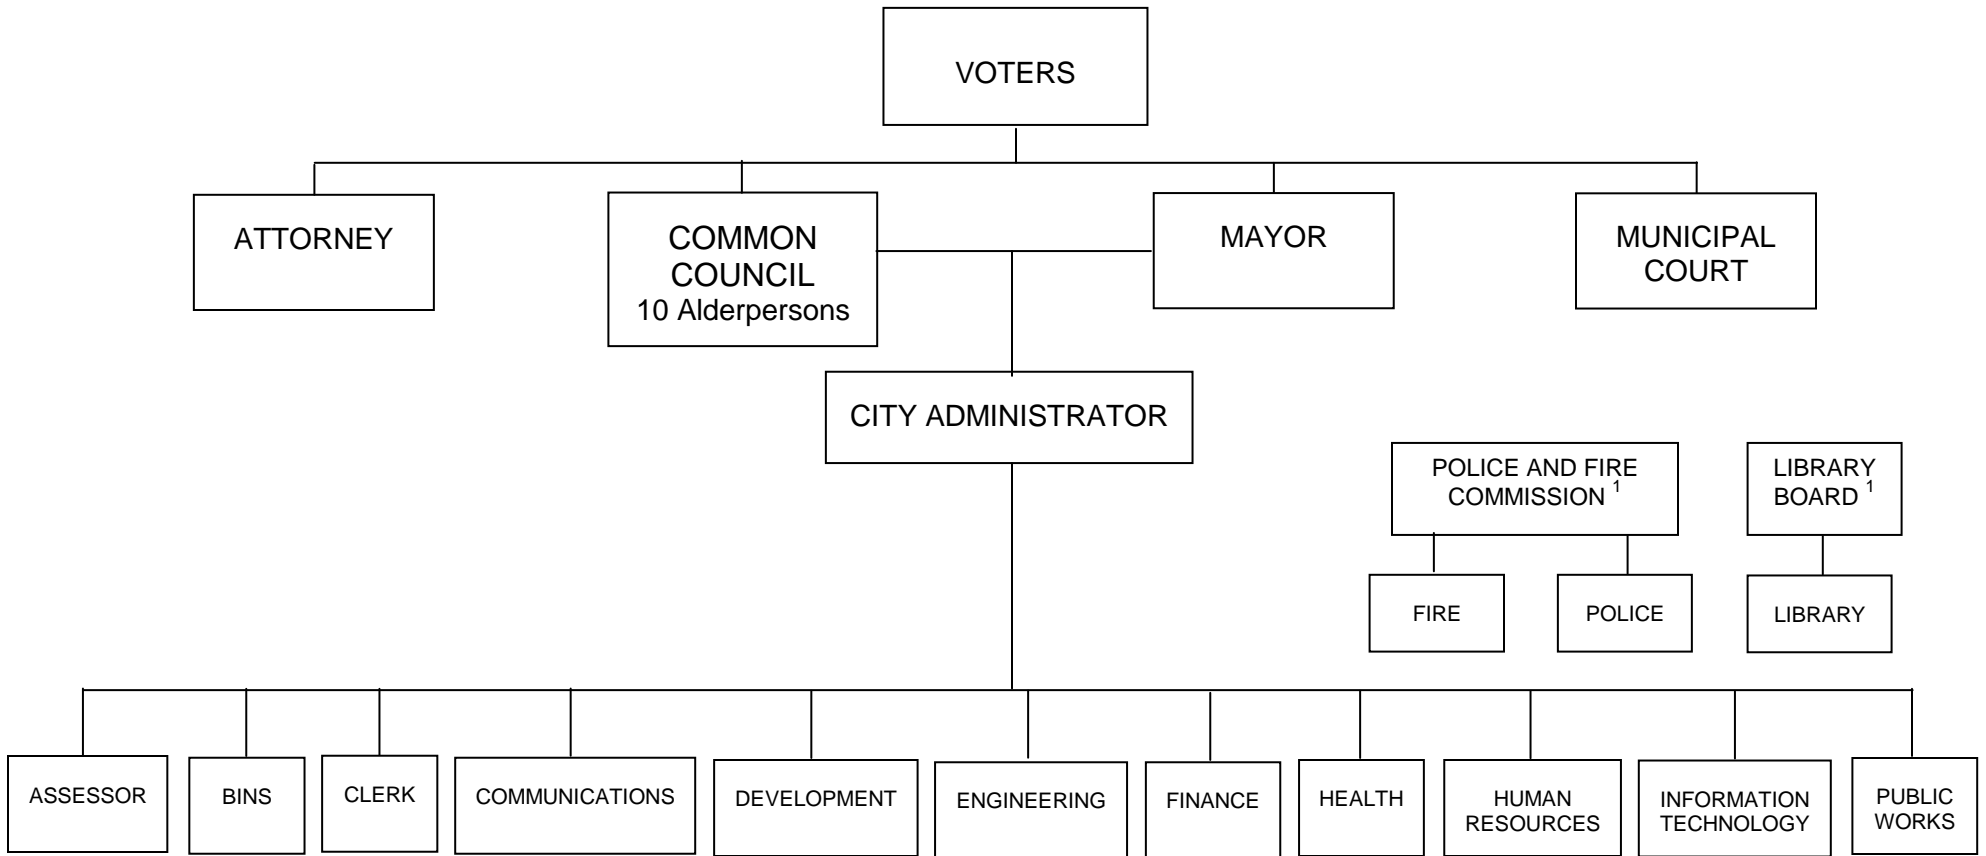 VOTERS
ATTORNEY
COMMON
COUNCIL
10 Alderpersons
MAYOR
MUNICIPAL
COURT
CITY ADMINISTRATOR
POLICE AND FIRE
COMMISSION 1
LIBRARY
BOARD 1
FIRE
POLICE
LIBRARY
ASSESSOR
BINS
CLERK
COMMUNICATIONS
DEVELOPMENT
ENGINEERING
FINANCE
HEALTH
HUMAN
RESOURCES
INFORMATION
TECHNOLOGY
PUBLIC
WORKS